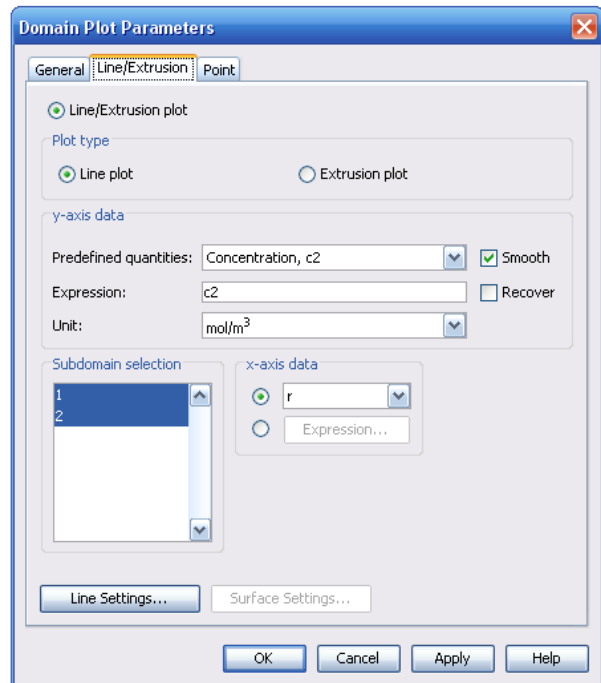 Domain Plot Parameters
General Line/Extrusion Point
Line/Extrusion plot
Plot type
Line plot Extrusion plot
y-axis data
Predefined quantities: Concentration, c2 Smooth
Expression: c2 Recover
Unit: mol/m³
Subdomain selection x-axis data
1 r
2 Expression...
Line Settings... Surface Settings...
OK Cancel Apply Help